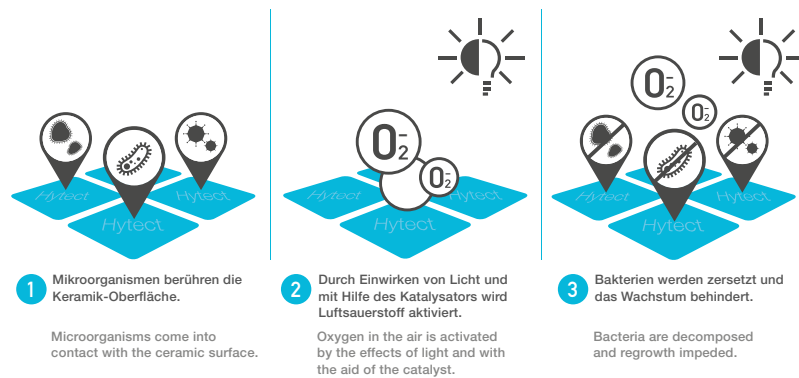 Hytect
Hytect
Hytect
1
Mikroorganismen berühren die
Keramik-Oberfläche.
Microorganisms come into
contact with the ceramic surface.
O₂⁻
O₂⁻
Hytect
Hytect
Hytect
2
Durch Einwirken von Licht und
mit Hilfe des Katalysators wird
Luftsauerstoff aktiviert.
Oxygen in the air is activated
by the effects of light and with
the aid of the catalyst.
O₂⁻
O₂⁻
Hytect
Hytect
Hytect
3
Bakterien werden zersetzt und
das Wachstum behindert.
Bacteria are decomposed
and regrowth impeded.